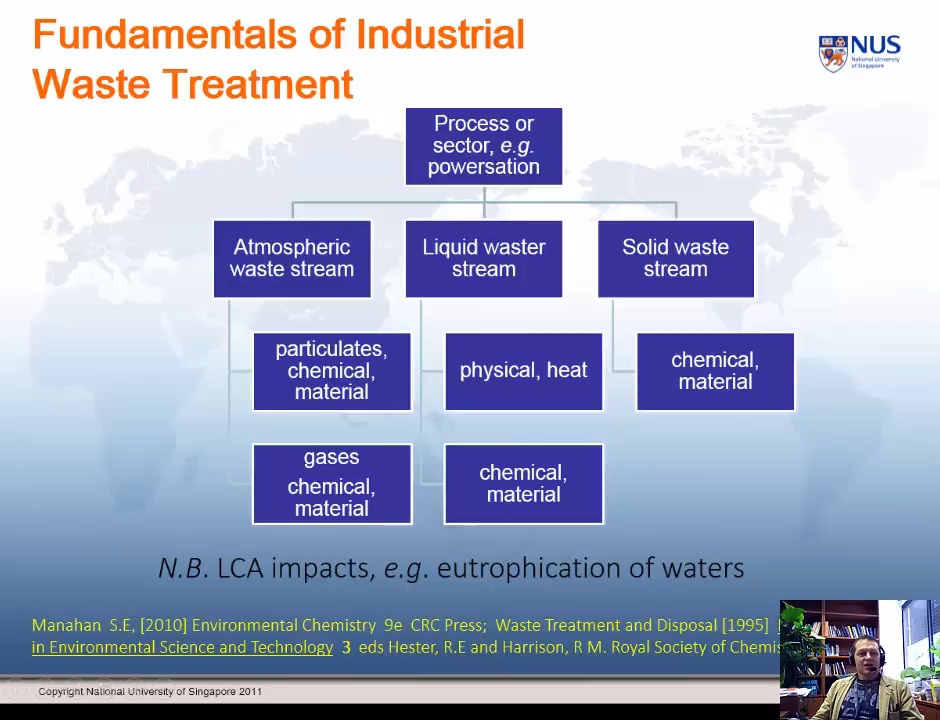 Fundamentals of Industrial
Waste Treatment
NUS
National University
of Singapore
Process or
sector, e.g.
powersation
Atmospheric
waste stream
Liquid waster
stream
Solid waste
stream
particulates,
chemical,
material
physical, heat
chemical,
material
gases
chemical,
material
chemical,
material
N.B. LCA impacts, e.g. eutrophication of waters
Manahan S.E, [2010] Environmental Chemistry 9e CRC Press; Waste Treatment and Disposal [1995]
in Environmental Science and Technology 3 eds Hester, R.E and Harrison, R M. Royal Society of
Copyright National University of Singapore 2011